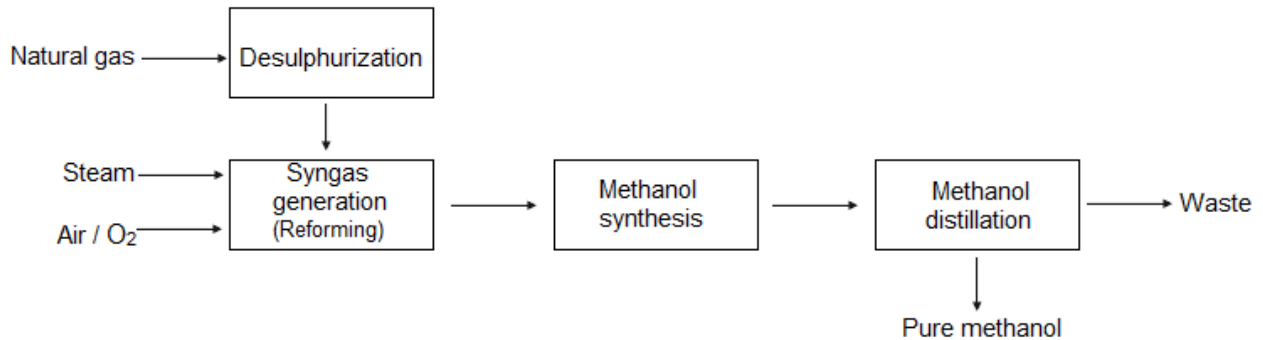 Natural gas
Desulphurization
Steam
Air / O₂
Syngas
generation
(Reforming)
Methanol
synthesis
Methanol
distillation
Waste
Pure methanol